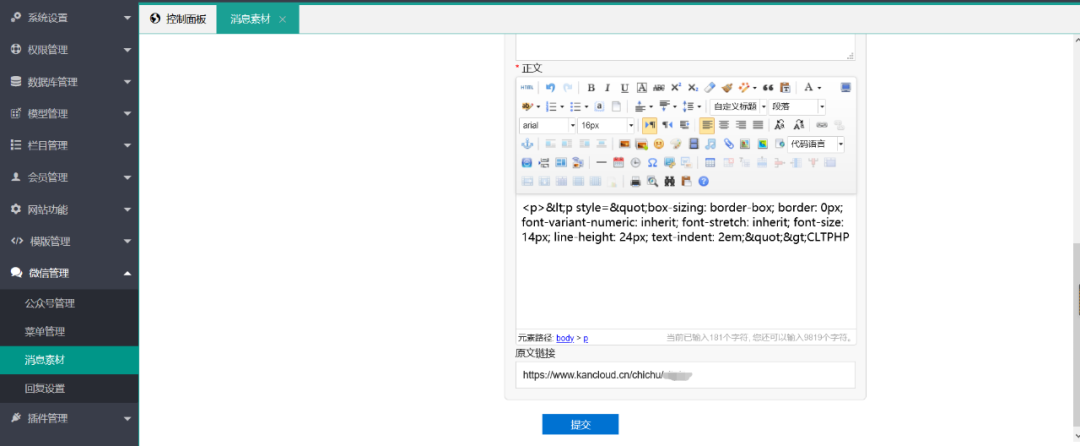 系统设置
控制面板
消息素材
权限管理
数据库管理
模型管理
栏目管理
会员管理
网站功能
模版管理
微信管理
公众号管理
菜单管理
消息素材
回复设置
插件管理
* 正文
HTML
自定义标题
段落
arial
16px
代码语言
<p>&lt;p style=&quot;box-sizing: border-box; border: 0px;
font-variant-numeric: inherit; font-stretch: inherit; font-size:
14px; line-height: 24px; text-indent: 2em;&quot;&gt;CLTPHP
元素路径: body > p
当前已输入181个字符, 您还可以输入9819个字符。
原文链接
https://www.kancloud.cn/chichu/
提交